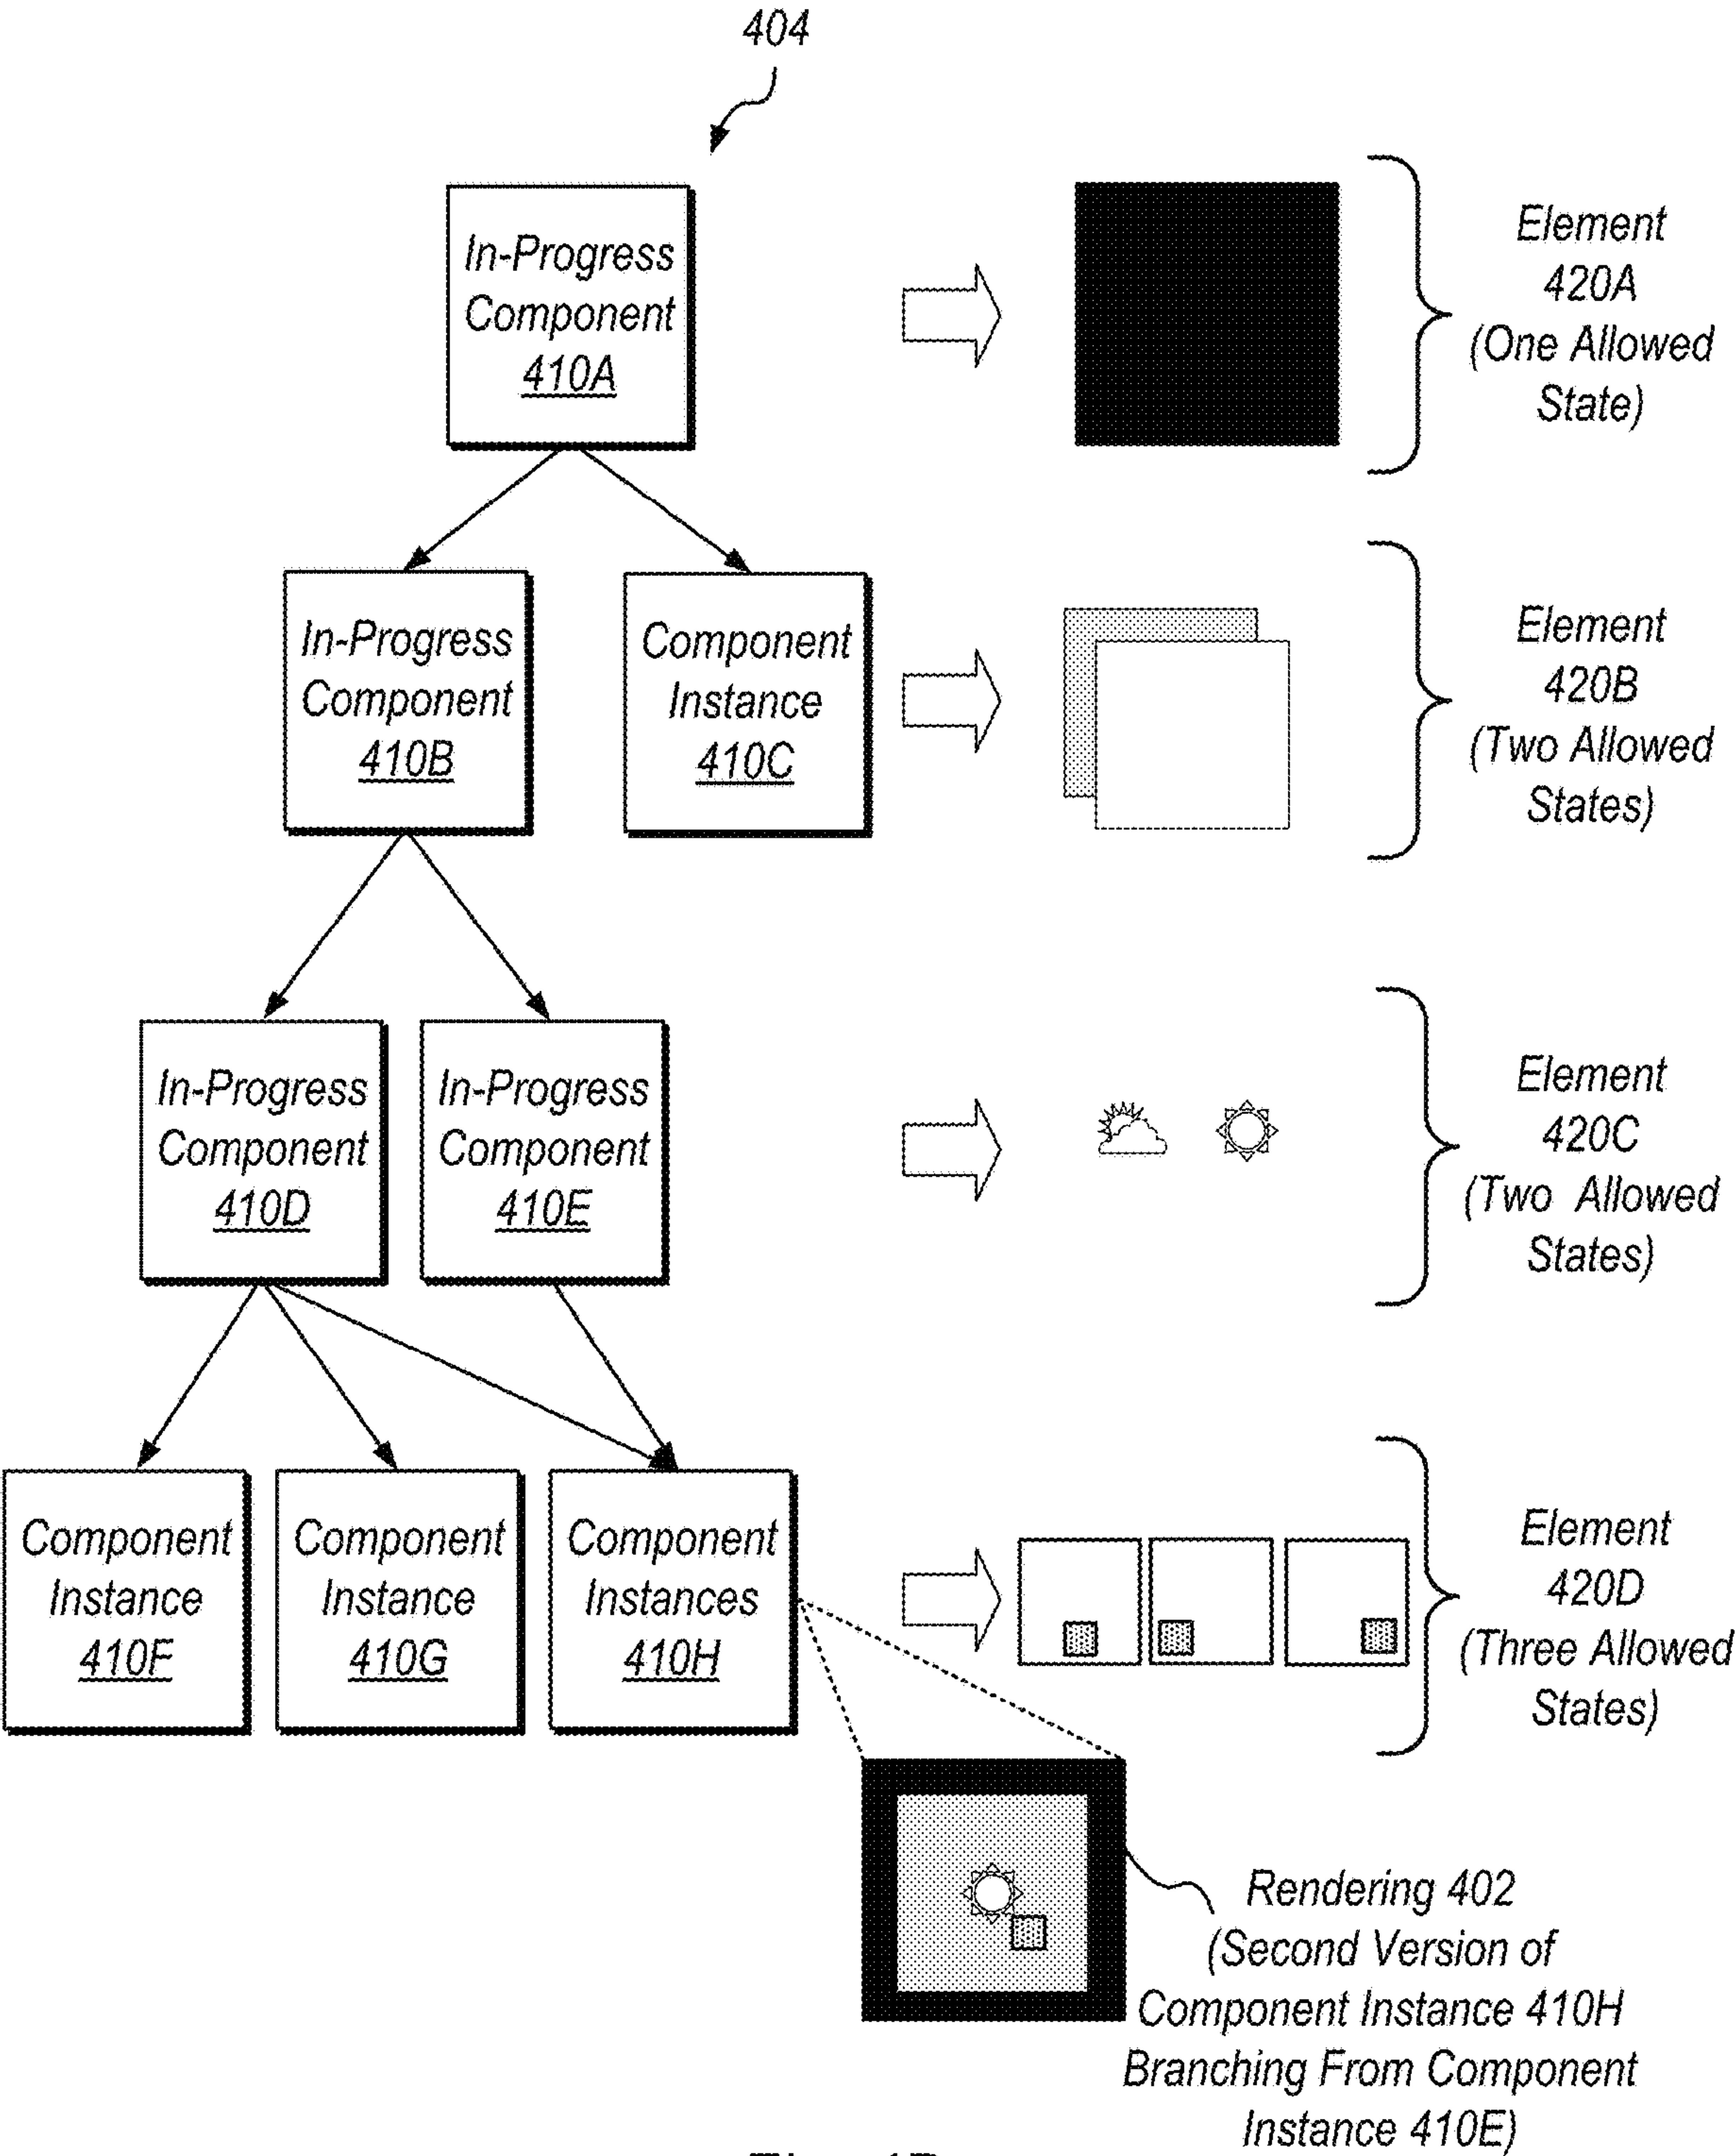 404
In-Progress
Component
410A
Element
420A
(One Allowed
State)
In-Progress
Component
410B
Component
Instance
410C
Element
420B
(Two Allowed
States)
In-Progress
Component
410D
In-Progress
Component
410E
Element
420C
(Two Allowed
States)
Component
Instance
410F
Component
Instance
410G
Component
Instances
410H
Element
420D
(Three Allowed
States)
Rendering 402
(Second Version of
Component Instance 410H
Branching From Component
Instance 410E)